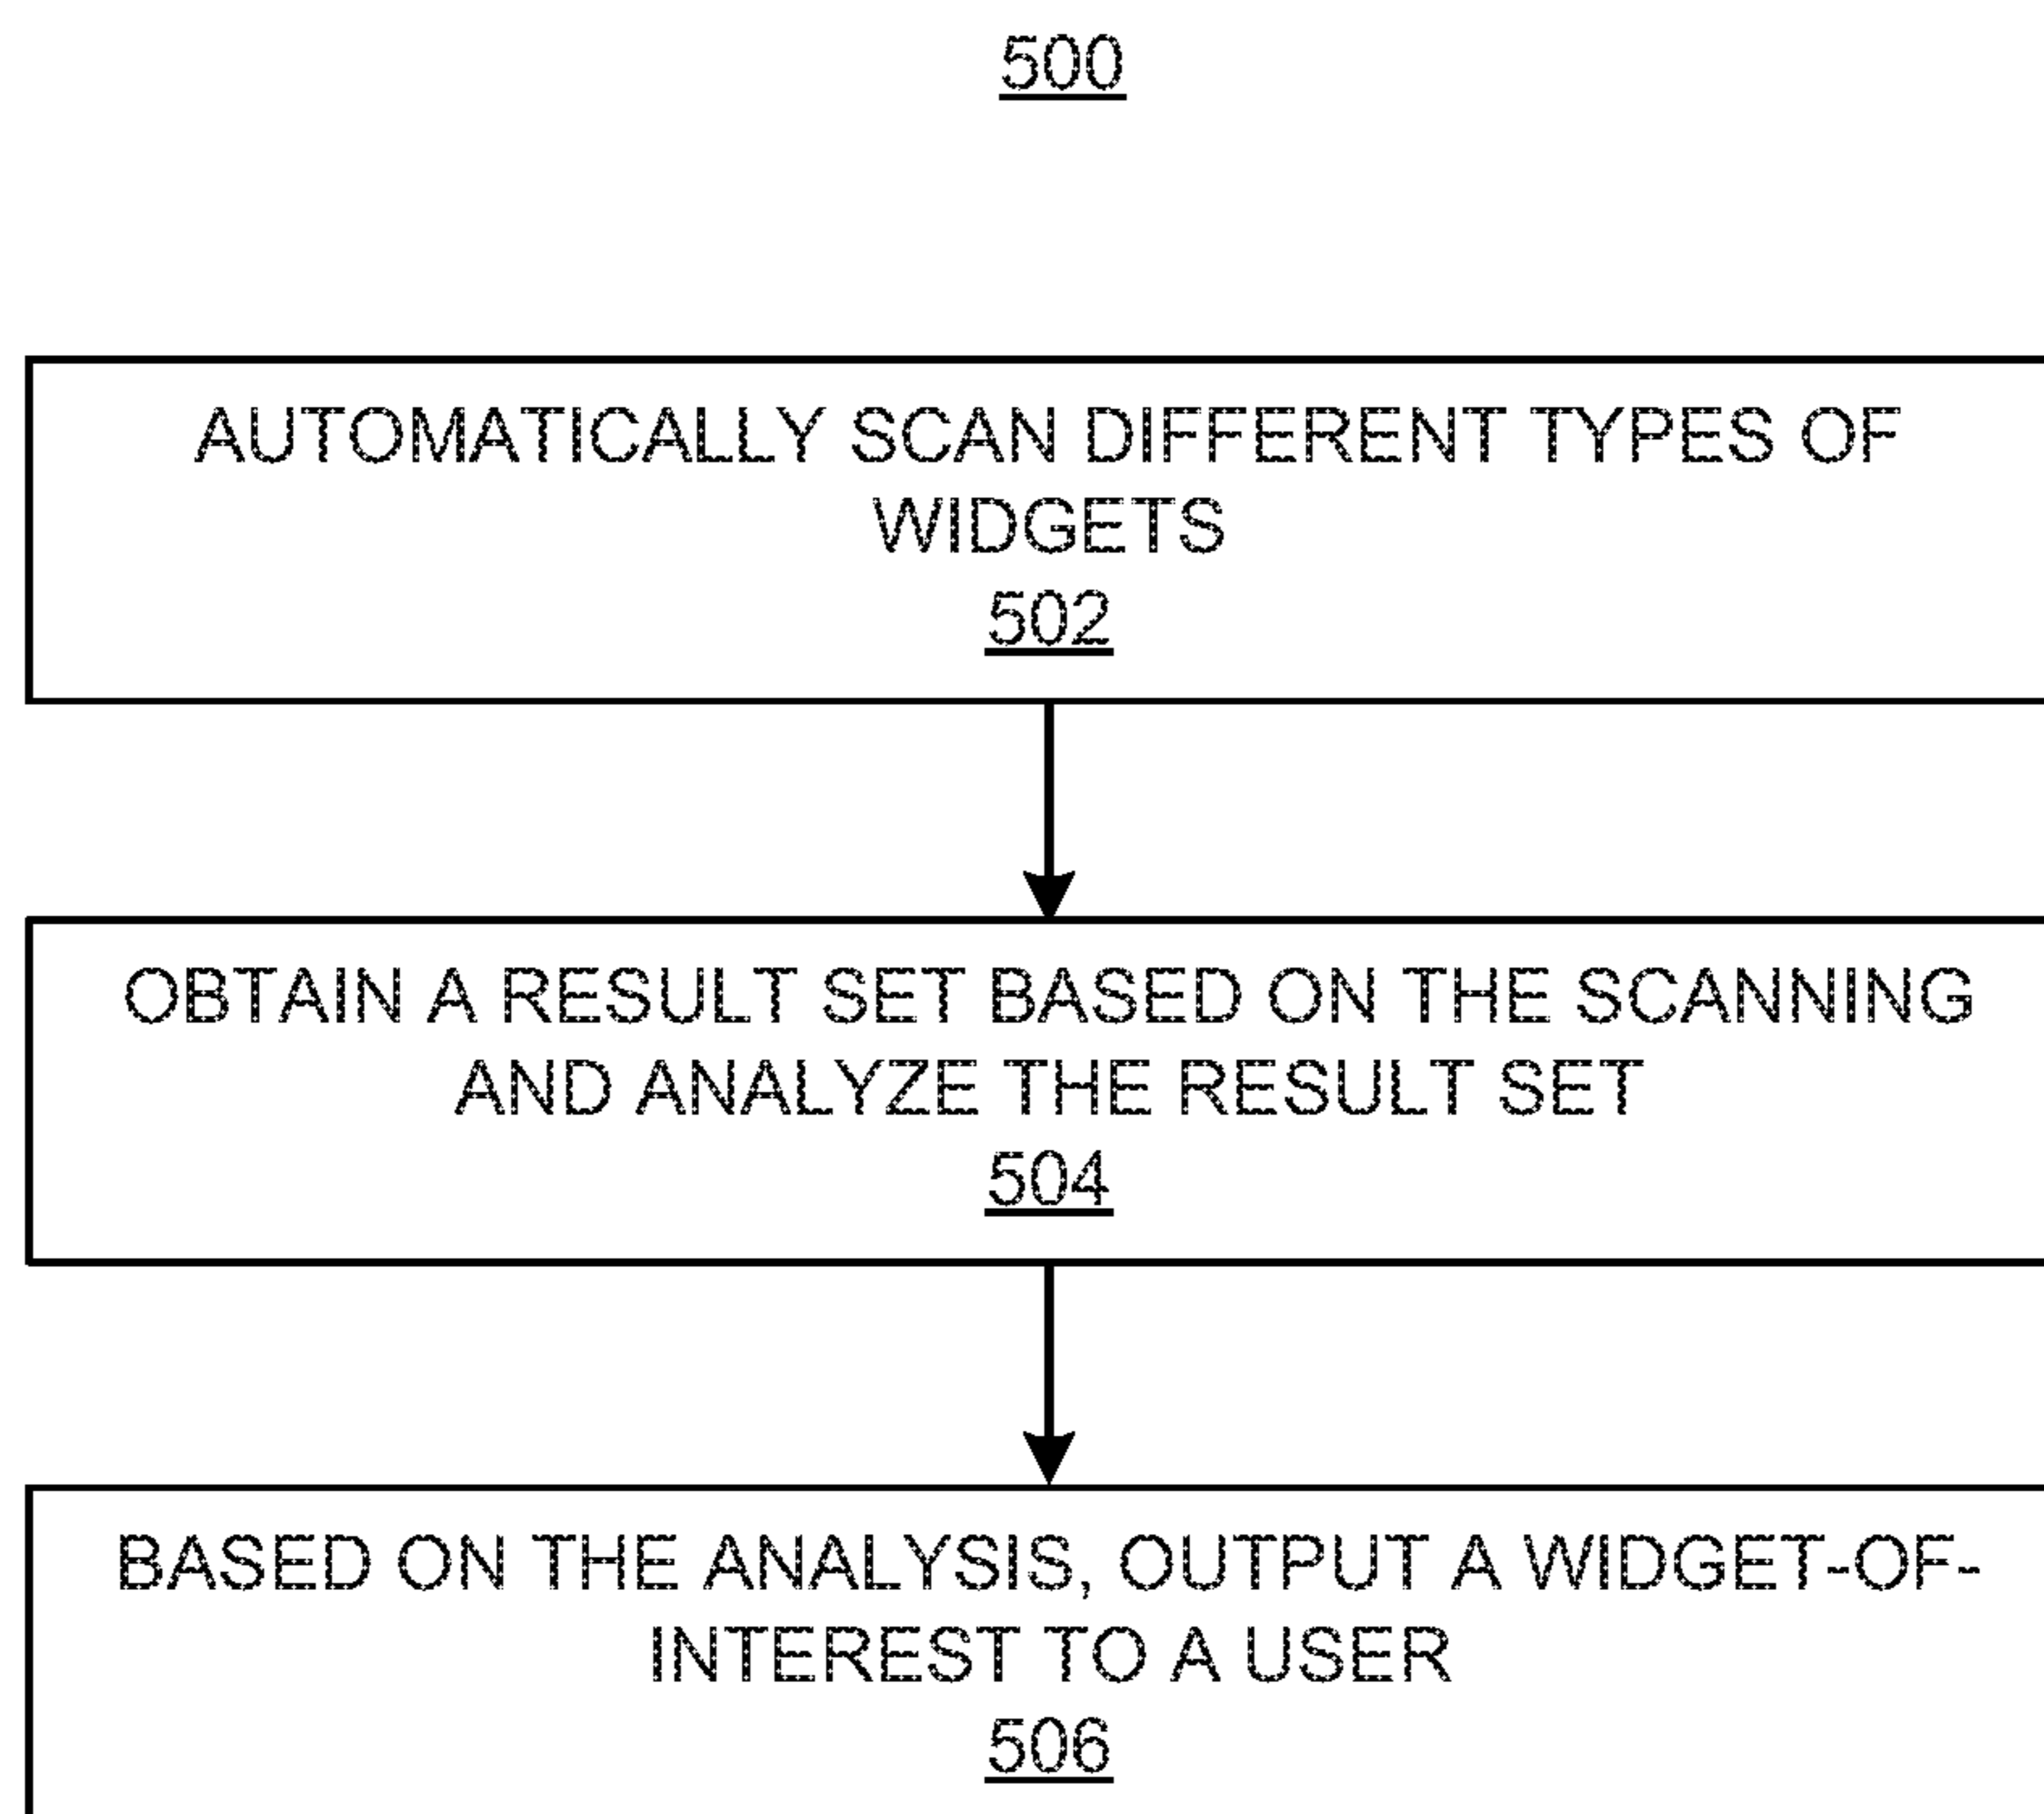 500
AUTOMATICALLY SCAN DIFFERENT TYPES OF
WIDGETS
502
OBTAIN A RESULT SET BASED ON THE SCANNING
AND ANALYZE THE RESULT SET
504
BASED ON THE ANALYSIS, OUTPUT A WIDGET-OF-
INTEREST TO A USER
506